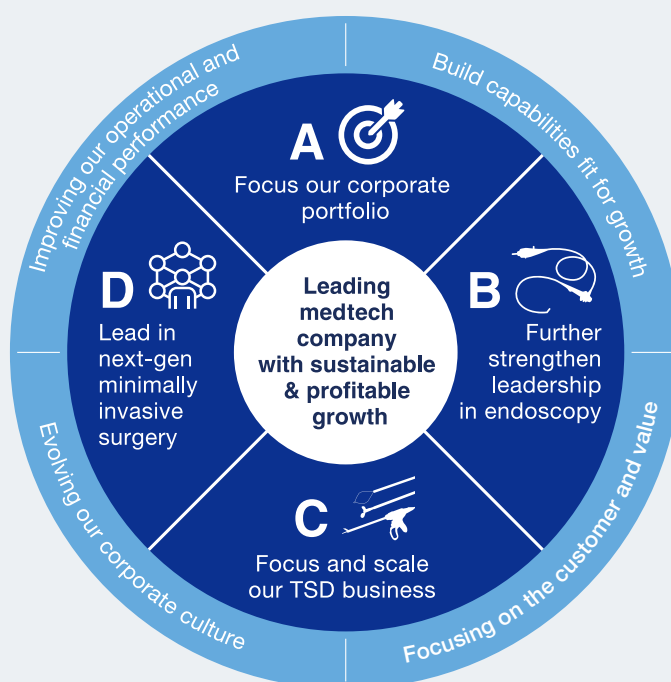 Improving our operational and
financial performance
Build capabilities fit for growth
A
Focus our corporate
portfolio
D
Lead in
next-gen
minimally
invasive
surgery
Leading
medtech
company
with sustainable
& profitable
growth
B
Further
strengthen
leadership
in endoscopy
C
Focus and scale
our TSD business
Evolving our corporate culture
Focusing on the customer and value